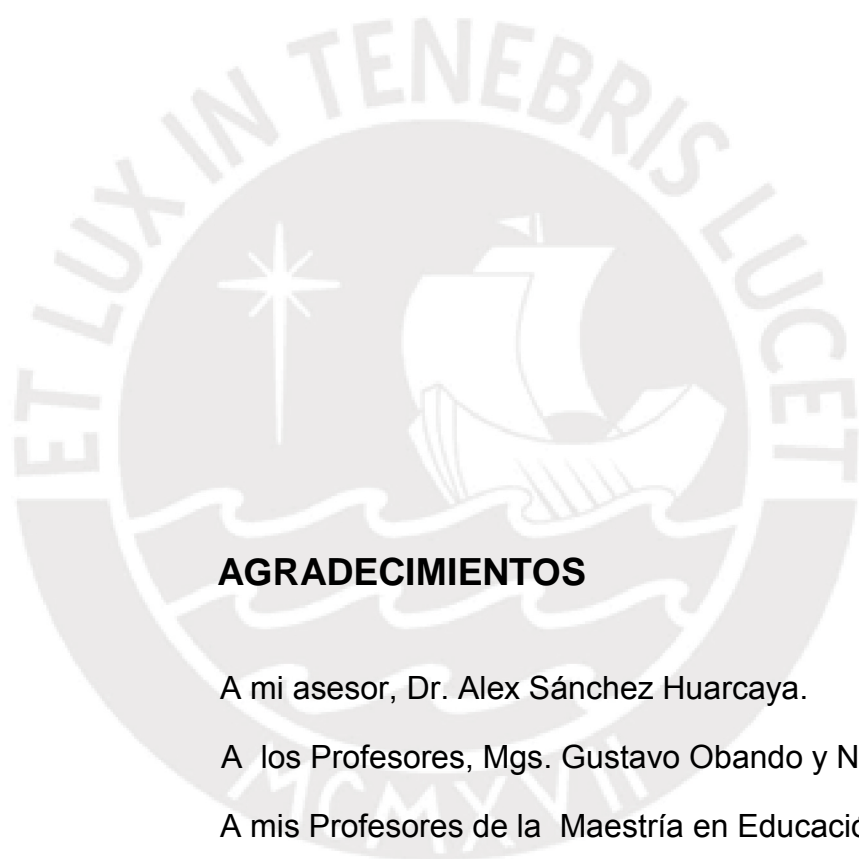 ET LUX IN TENEBRIS LUCET
AGRADECIMIENTOS
A mi asesor, Dr. Alex Sánchez Huarcaya.
A los Profesores, Mgs. Gustavo Obando y N
A mis Profesores de la Maestría en Educació
MCMXVII